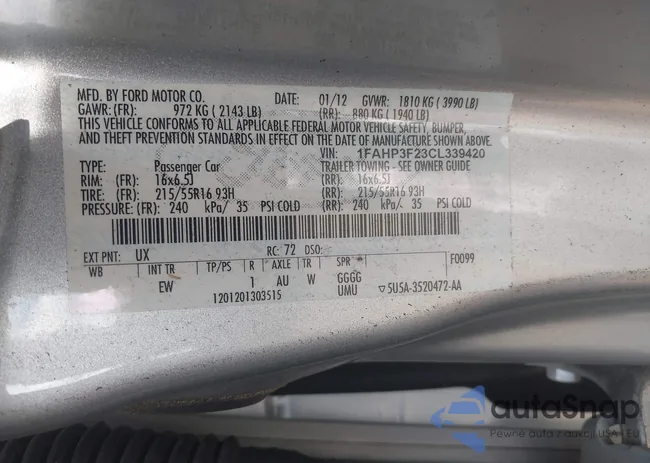 MFD. BY FORD MOTOR CO. DATE: 01/12 GVWR: 1810 KG ( 3990 LB)
GAWR: (FR): 972 KG ( 2143 LB) (RR): 880 KG ( 1940 LB)
THIS VEHICLE CONFORMS TO ALL APPLICABLE FEDERAL MOTOR VEHICLE SAFETY, BUMPER,
AND THEFT PREVENTION STANDARDS IN EFFECT ON THE DATE OF MANUFACTURE SHOWN ABOVE.
VIN: 1FAHP3F23CL339420
TYPE: Passenger Car TRAILER TOWING - SEE OWNER GUIDE
RIM: (FR): 16x6.5J (RR): 16x6.5J
TIRE: (FR): 215/55R16 93H (RR): 215/55R16 93H
PRESSURE: (FR): 240 kPa/ 35 PSI COLD (RR): 240 kPa/ 35 PSI COLD
EXT PNT: UX RC: 72 DSO: F0099
WB INT TR TP/PS R AXLE TR SPR
EW 1 AU W GGGG
1201201303515 UMU ▽5U5A-3520472-AA
autoSnap
Pewne auta z aukcji USA - EU